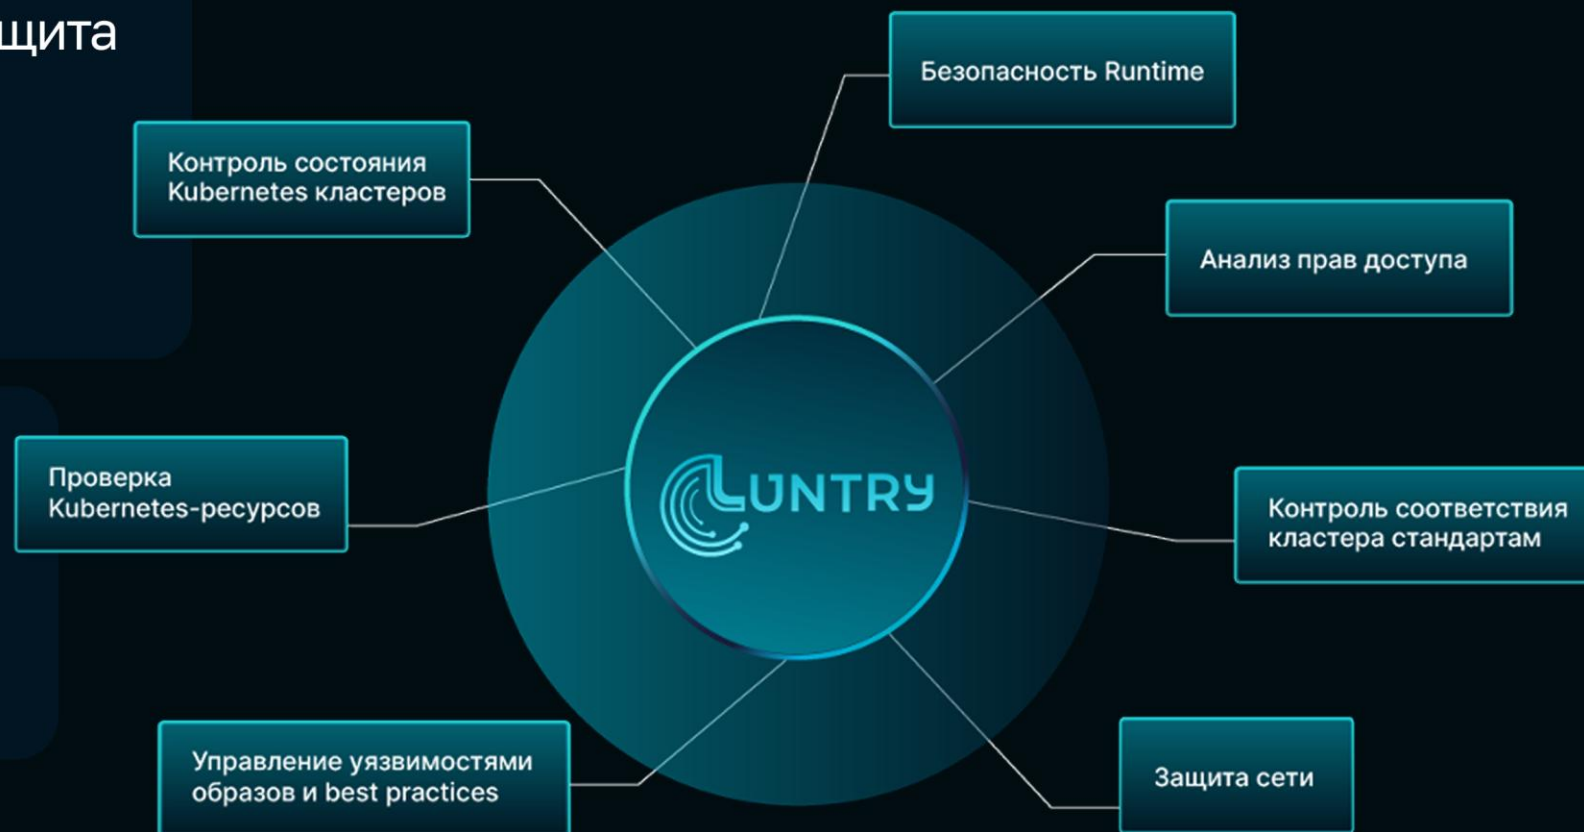 щита
Безопасность Runtime
Контроль состояния
Kubernetes кластеров
Анализ прав доступа
Проверка
Kubernetes-ресурсов
LUNTRY
Контроль соответствия
кластера стандартам
Управление уязвимостями
образов и best practices
Защита сети